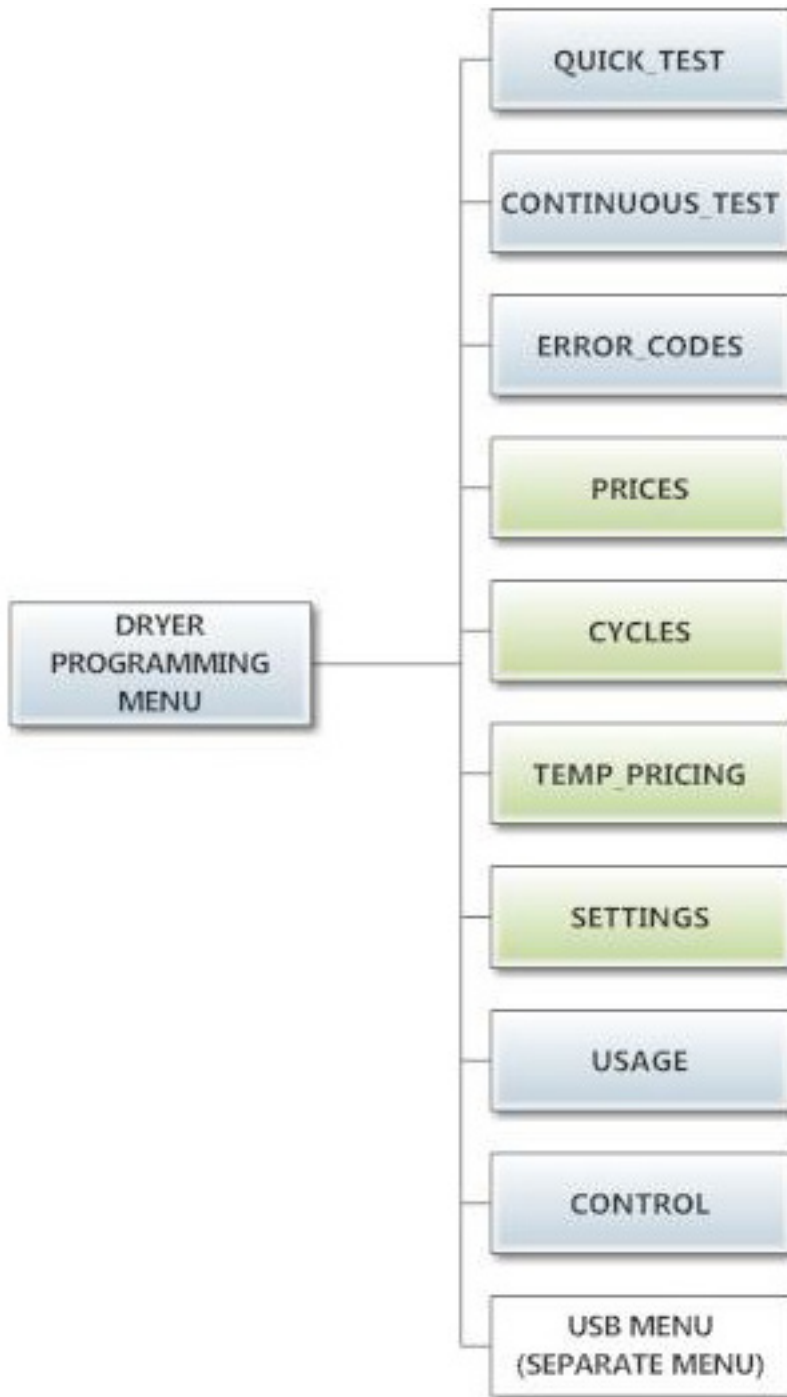 QUICK_TEST
CONTINUOUS_TEST
ERROR_CODES
PRICES
DRYER
PROGRAMMING
MENU
CYCLES
TEMP_PRICING
SETTINGS
USAGE
CONTROL
USB MENU
(SEPARATE MENU)